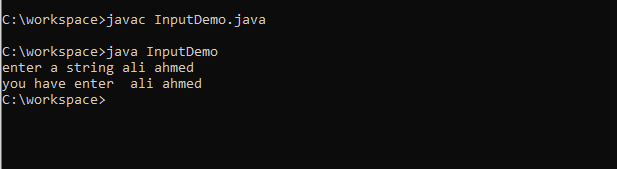 C:\workspace>javac InputDemo.java
C:\workspace>java InputDemo
enter a string ali ahmed
you have enter  ali ahmed
C:\workspace>